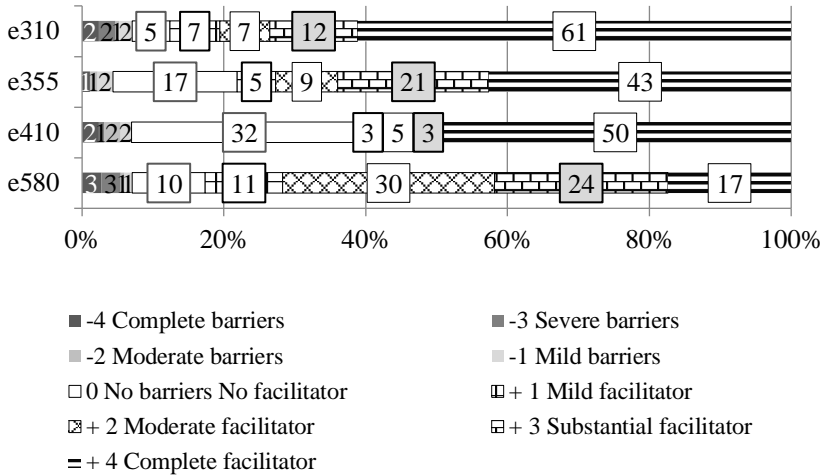 e310 2 2 1 2 5 7 7 12 61
e355 1 1 2 17 5 9 21 43
e410 2 1 2 2 32 3 5 3 50
e580 3 3 1 1 10 11 30 24 17
0% 20% 40% 60% 80% 100%
-4 Complete barriers -3 Severe barriers
-2 Moderate barriers -1 Mild barriers
0 No barriers No facilitator + 1 Mild facilitator
+ 2 Moderate facilitator + 3 Substantial facilitator
+ 4 Complete facilitator